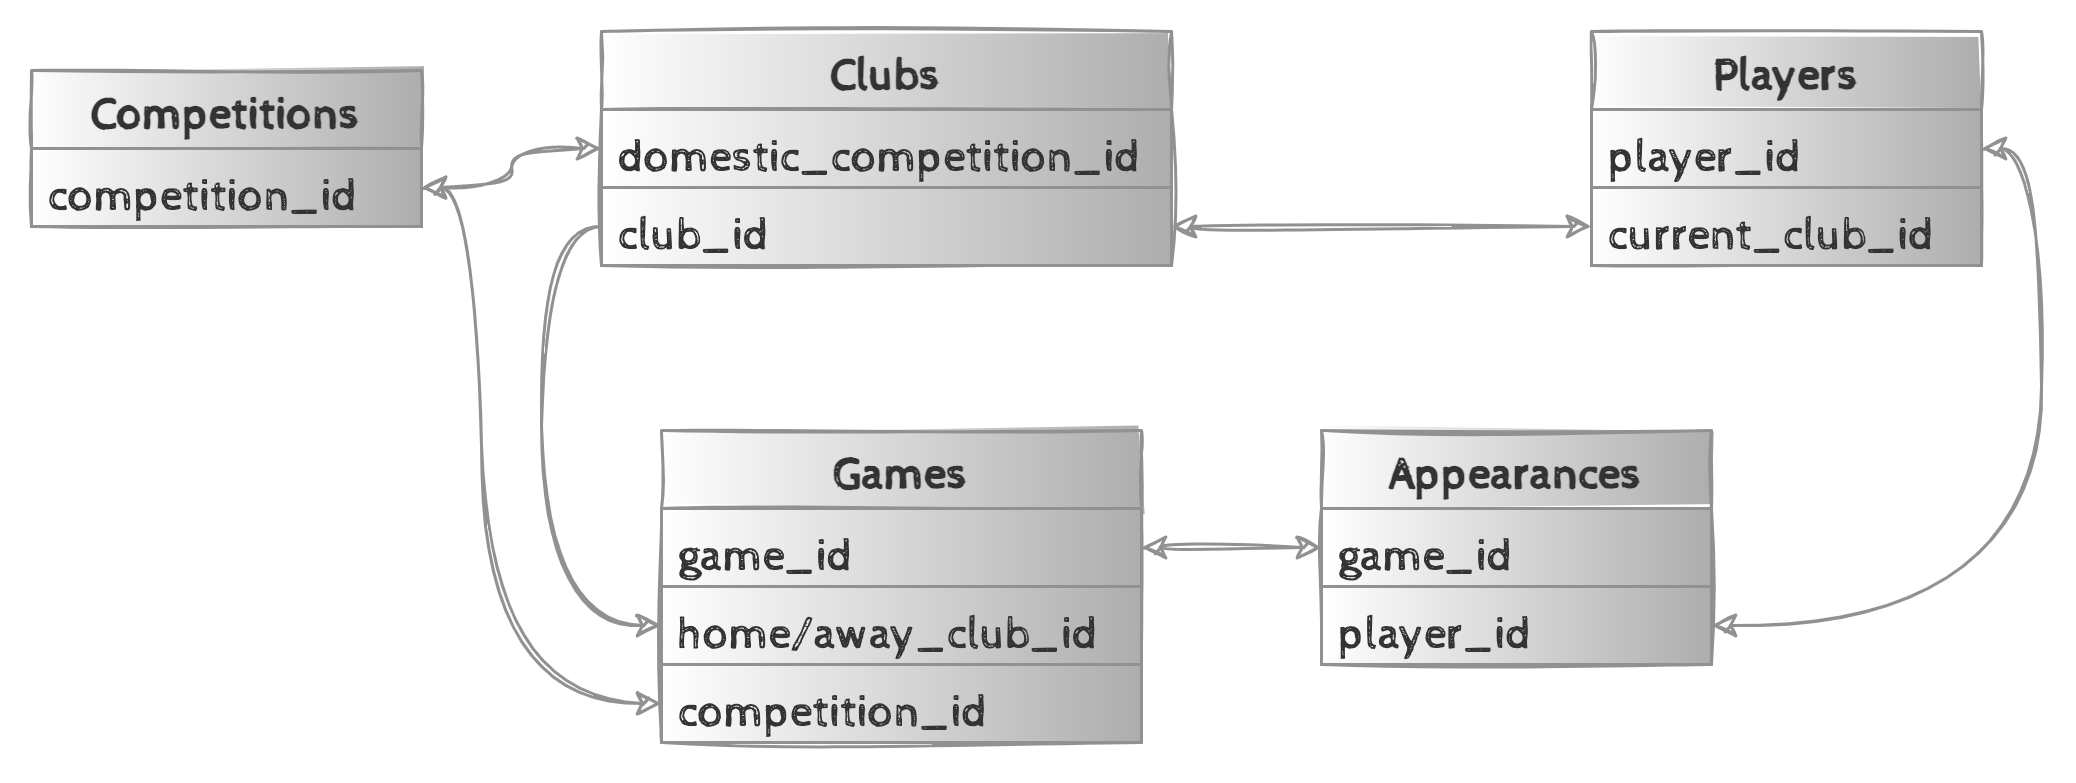 Competitions
competition_id
Clubs
domestic_competition_id
club_id
Players
player_id
current_club_id
Games
game_id
home/away_club_id
competition_id
Appearances
game_id
player_id